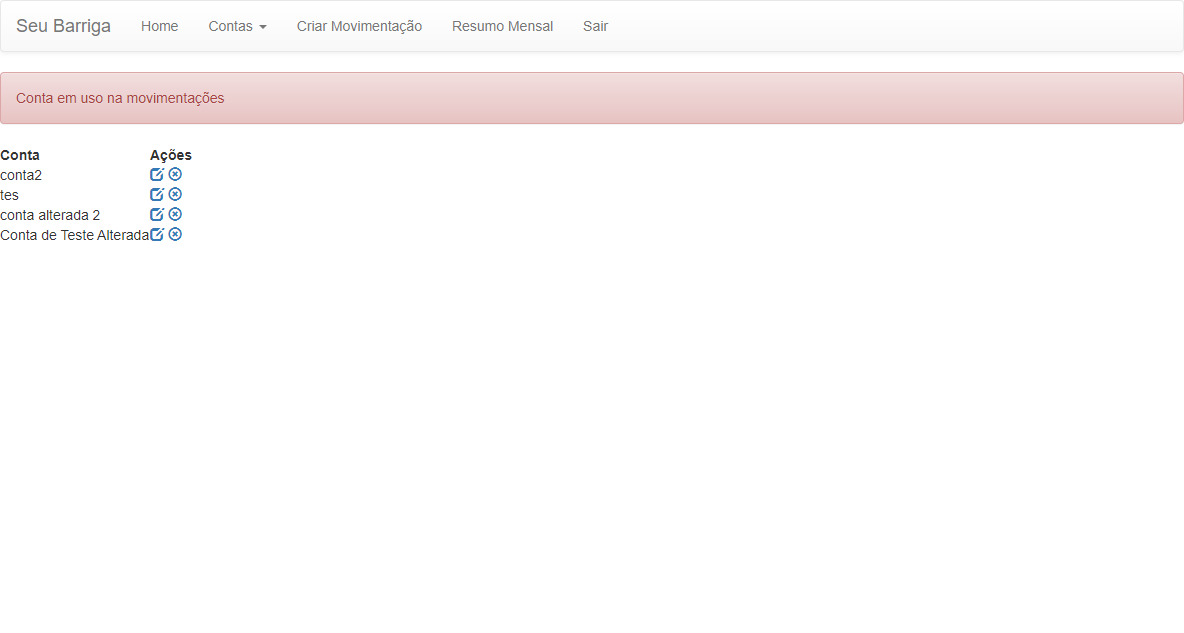 Seu Barriga Home Contas Criar Movimentação Resumo Mensal Sair
Conta em uso na movimentações
Conta Ações
conta2
tes
conta alterada 2
Conta de Teste Alterada